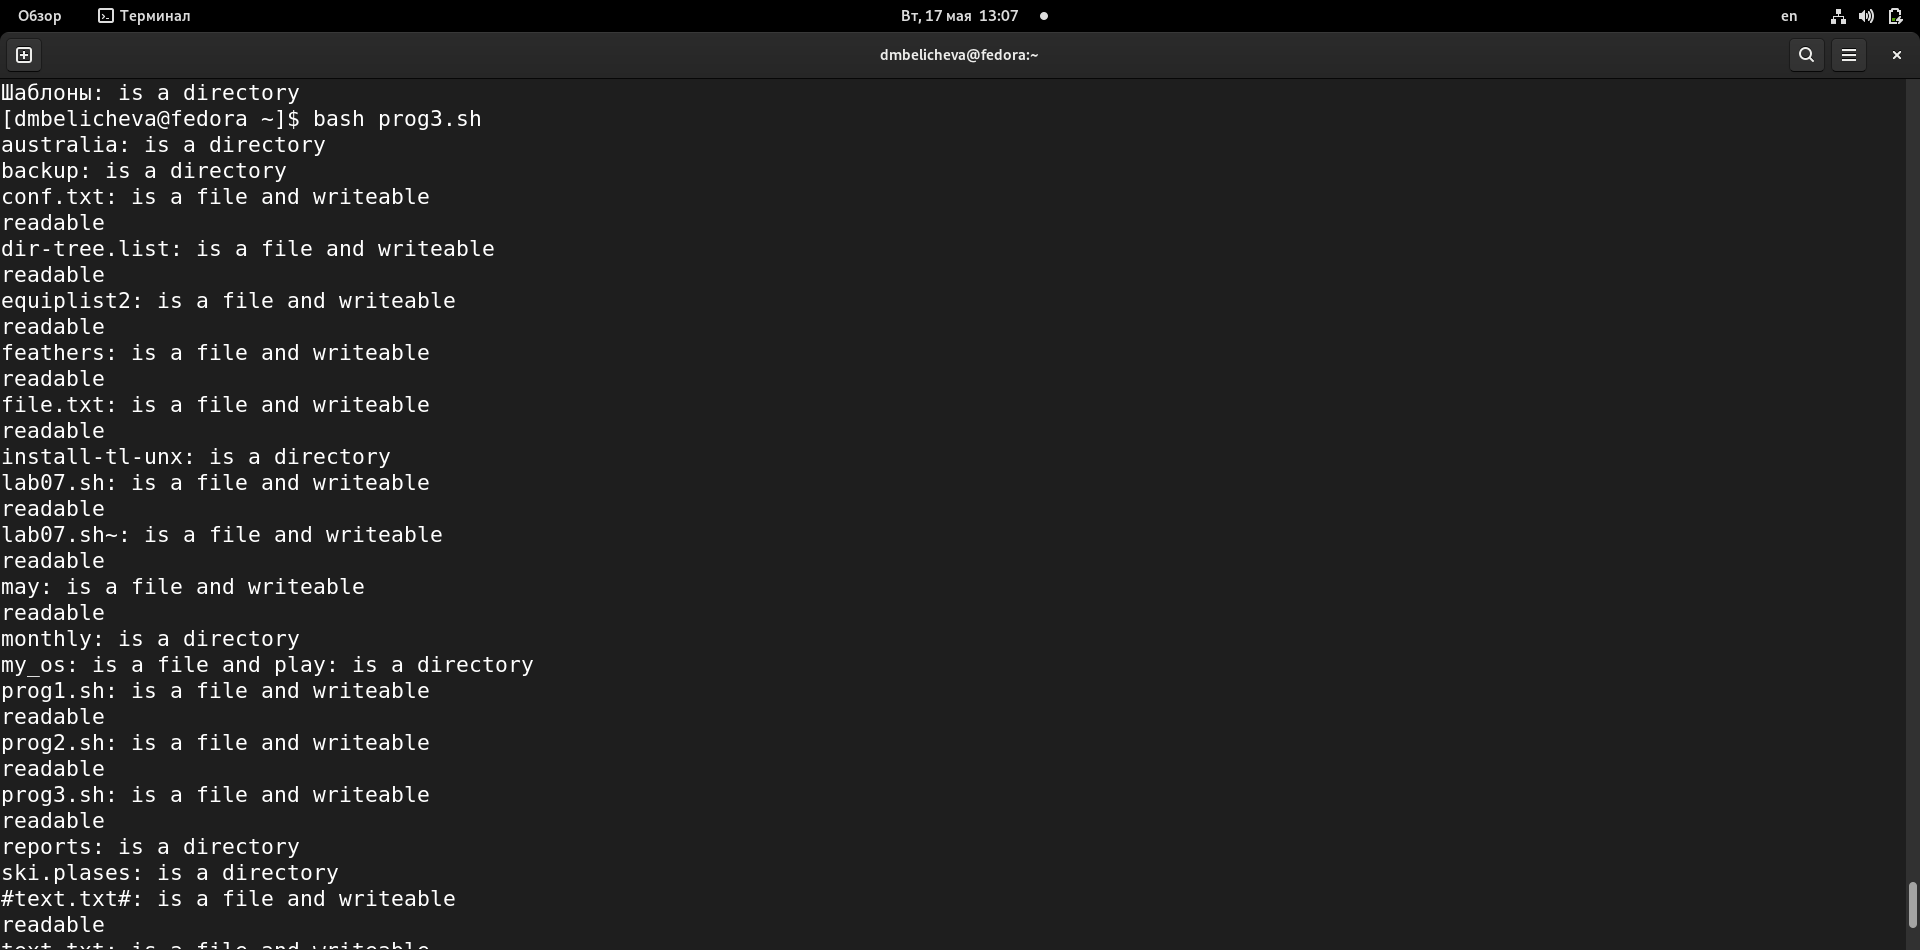 Обзор
Терминал
Вт, 17 мая 13:07
en
dmbelicheva@fedora:~
Шаблоны: is a directory
[dmbelicheva@fedora ~]$ bash prog3.sh
australia: is a directory
backup: is a directory
conf.txt: is a file and writeable
readable
dir-tree.list: is a file and writeable
readable
equiplist2: is a file and writeable
readable
feathers: is a file and writeable
readable
file.txt: is a file and writeable
readable
install-tl-unx: is a directory
lab07.sh: is a file and writeable
readable
lab07.sh~: is a file and writeable
readable
may: is a file and writeable
readable
monthly: is a directory
my_os: is a file and play: is a directory
prog1.sh: is a file and writeable
readable
prog2.sh: is a file and writeable
readable
prog3.sh: is a file and writeable
readable
reports: is a directory
ski.plases: is a directory
#text.txt#: is a file and writeable
readable
text.txt: is a file and writeable